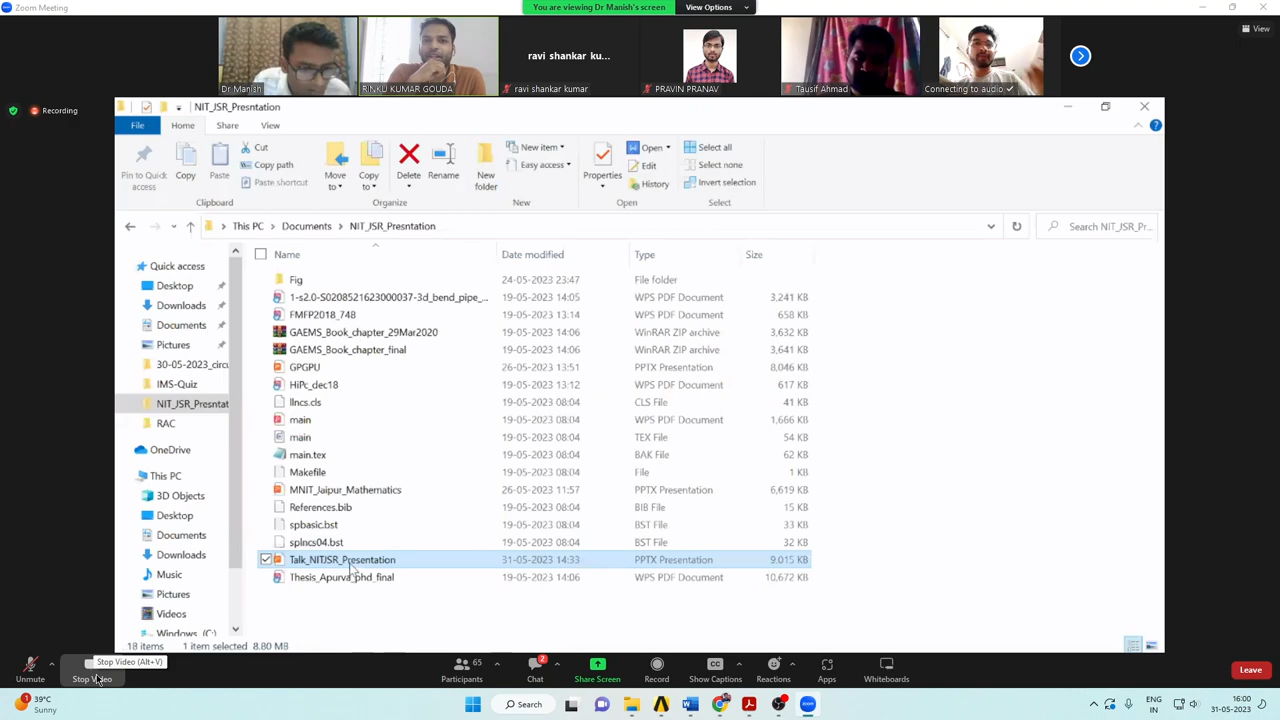 Zoom Meeting
You are viewing Dr Manish's screen View Options
View
Dr Manish
RINKU KUMAR GOUDA
ravi shankar ku...
ravi shankar kumar
PRAVIN PRANAV
Tausif Ahmad
Connecting to audio
Recording
NIT_JSR_Presntation
File Home Share View
Pin to Quick access
Copy
Paste
Cut
Copy path
Paste shortcut
Clipboard
Move to
Copy to
Delete
Rename
Organize
New folder
New item
Easy access
New
Properties
Open
Edit
History
Open
Select all
Select none
Invert selection
Select
This PC > Documents > NIT_JSR_Presntation
Search NIT_JSR_Pr...
Quick access
Desktop
Downloads
Documents
Pictures
30-05-2023_circu
IMS-Quiz
NIT_JSR_Presntat
RAC
OneDrive
This PC
3D Objects
Desktop
Documents
Downloads
Music
Pictures
Videos
Windows (C:)
Name Date modified Type Size
Fig 24-05-2023 23:47 File folder
1-s2.0-S0208521623000037-3d_bend_pipe_... 19-05-2023 14:05 WPS PDF Document 3,241 KB
FMFP2018_748 19-05-2023 13:14 WPS PDF Document 658 KB
GAEMS_Book_chapter_29Mar2020 19-05-2023 14:06 WinRAR ZIP archive 3,632 KB
GAEMS_Book_chapter_final 19-05-2023 14:06 WinRAR ZIP archive 3,641 KB
GPGPU 26-05-2023 13:51 PPTX Presentation 8,046 KB
HiPc_dec18 19-05-2023 13:12 WPS PDF Document 617 KB
llncs.cls 19-05-2023 08:04 CLS File 41 KB
main 19-05-2023 08:04 WPS PDF Document 1,666 KB
main 19-05-2023 08:04 TEX File 54 KB
main.tex 19-05-2023 08:04 BAK File 62 KB
Makefile 19-05-2023 08:04 File 1 KB
MNIT_Jaipur_Mathematics 26-05-2023 11:57 PPTX Presentation 6,619 KB
References.bib 19-05-2023 08:04 BIB File 15 KB
spbasic.bst 19-05-2023 08:04 BST File 33 KB
splncs04.bst 19-05-2023 08:04 BST File 32 KB
Talk_NITJSR_Presentation 31-05-2023 14:33 PPTX Presentation 9,015 KB
Thesis_Apurva_phd_final 19-05-2023 14:06 WPS PDF Document 10,672 KB
18 items 1 item selected 8.80 MB
Stop Video (Alt+V)
Unmute
Stop Video
65
Participants
2
Chat
Share Screen
Record
CC
Show Captions
Reactions
Apps
Whiteboards
Leave
1
39°C
Sunny
Search
zoom
ENG
IN
16:00
31-05-2023